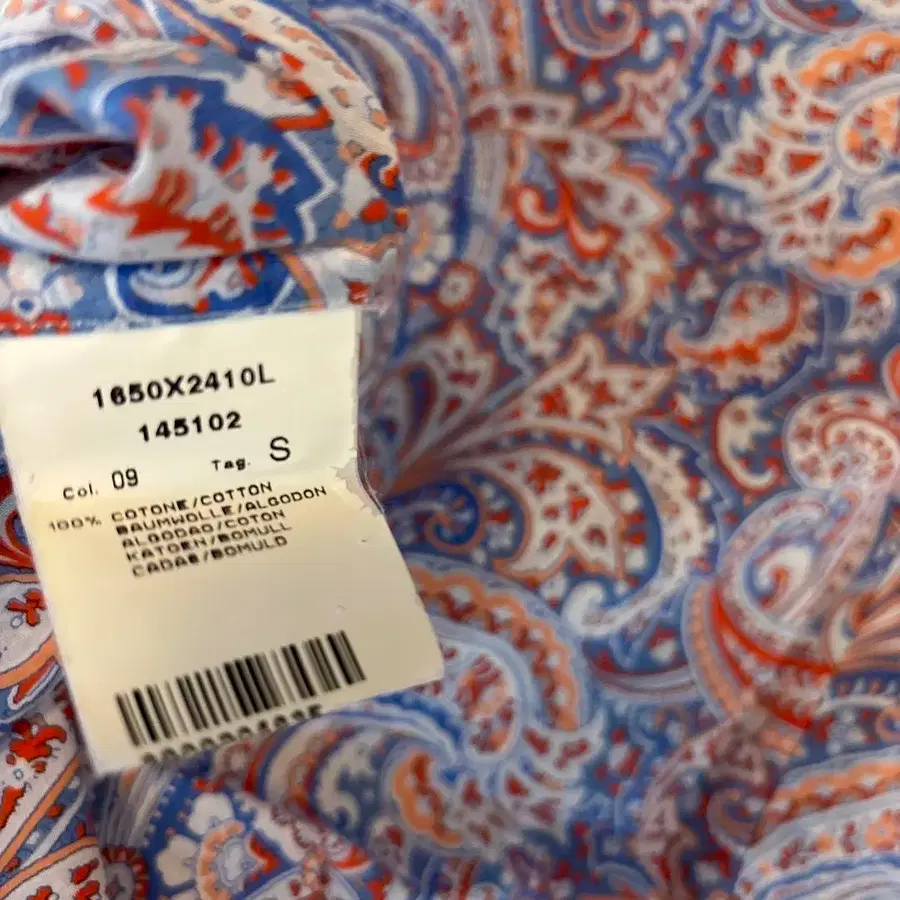 1650X2410L
145102
Col. 09 Tag. S
100% COTONE/COTTON
BAUMWOLLE/ALGODON
ALGODAO/COTON
KATOEN/BOMULL
CADAS/BOMULD